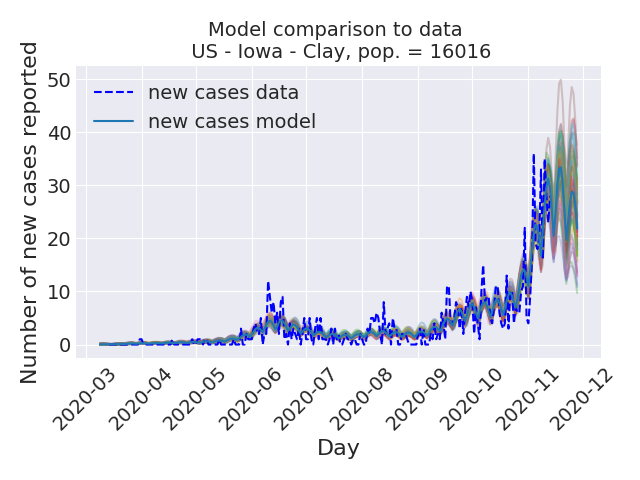 Model comparison to data
US - Iowa - Clay, pop. = 16016
Number of new cases reported
50
40
30
20
10
0
new cases data
new cases model
2020-03
2020-04
2020-05
2020-06
2020-07
2020-08
2020-09
2020-10
2020-11
2020-12
Day